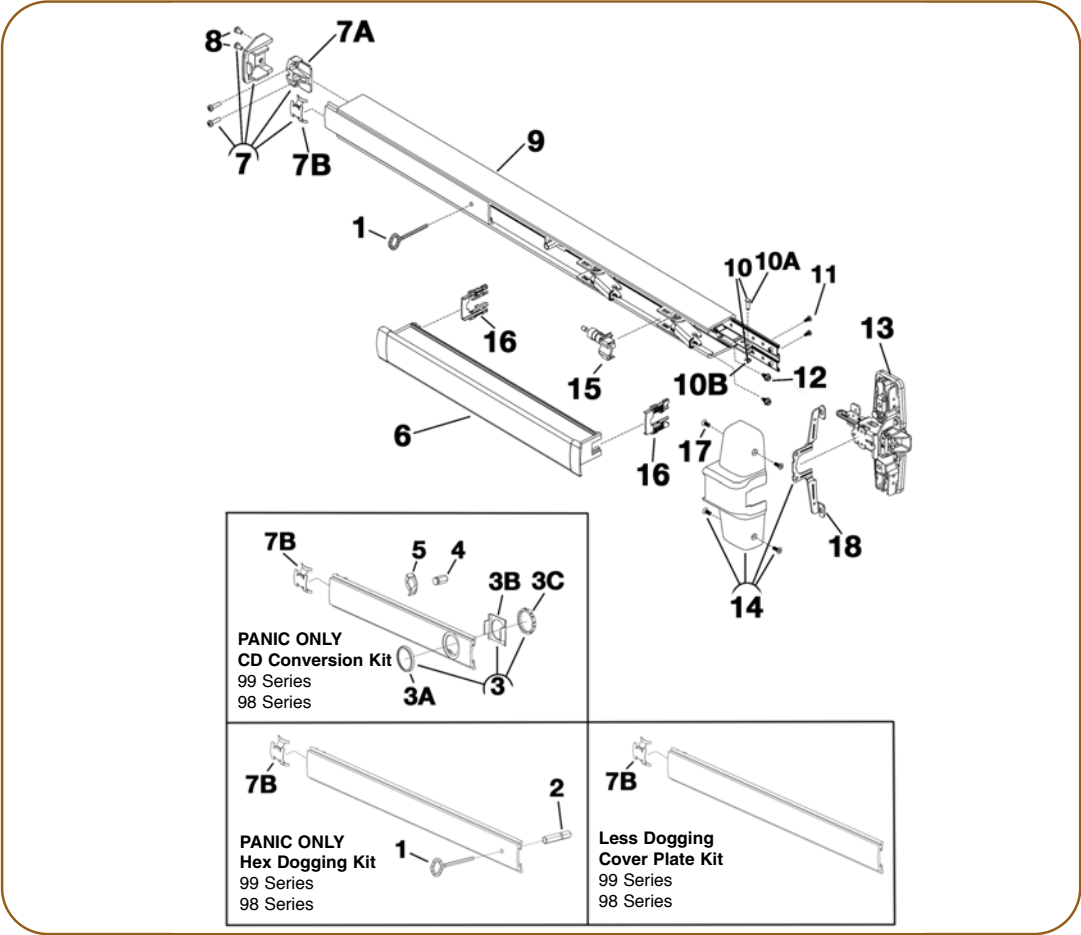 8
7A
7
7B
9
1
10
10A
11
13
16
15
10B
12
6
17
16
18
14
7B
5
4
3B
3C
PANIC ONLY
CD Conversion Kit
99 Series
98 Series
3A
3
7B
2
PANIC ONLY
Hex Dogging Kit
99 Series
98 Series
1
7B
Less Dogging
Cover Plate Kit
99 Series
98 Series